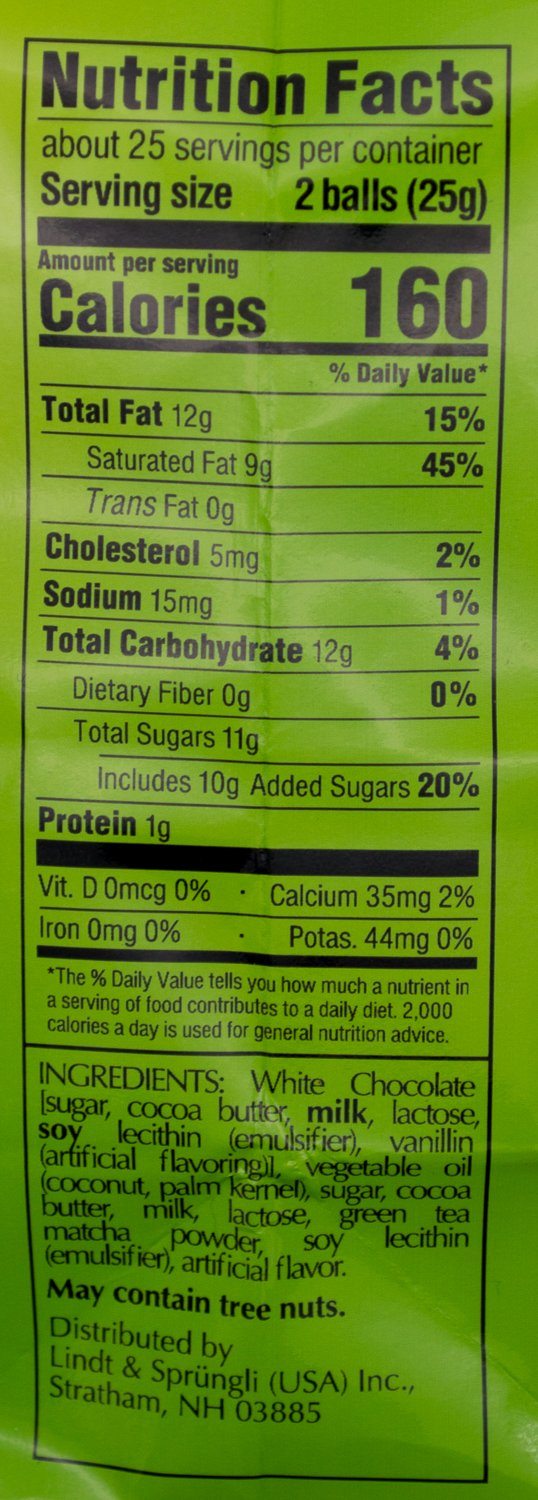 Nutrition Facts
about 25 servings per container
Serving size 2 balls (25g)
Amount per serving
Calories 160
% Daily Value*
Total Fat 12g 15%
Saturated Fat 9g 45%
Trans Fat 0g
Cholesterol 5mg 2%
Sodium 15mg 1%
Total Carbohydrate 12g 4%
Dietary Fiber 0g 0%
Total Sugars 11g
Includes 10g Added Sugars 20%
Protein 1g
Vit. D 0mcg 0% · Calcium 35mg 2%
Iron 0mg 0% · Potas. 44mg 0%
*The % Daily Value tells you how much a nutrient in
a serving of food contributes to a daily diet. 2,000
calories a day is used for general nutrition advice.
INGREDIENTS: White Chocolate
[sugar, cocoa butter, milk, lactose,
soy lecithin (emulsifier), vanillin
(artificial flavoring)], vegetable oil
(coconut, palm kernel), sugar, cocoa
butter, milk, lactose, green tea
matcha powder, soy lecithin
(emulsifier), artificial flavor.
May contain tree nuts.
Distributed by
Lindt & Sprüngli (USA) Inc.,
Stratham, NH 03885